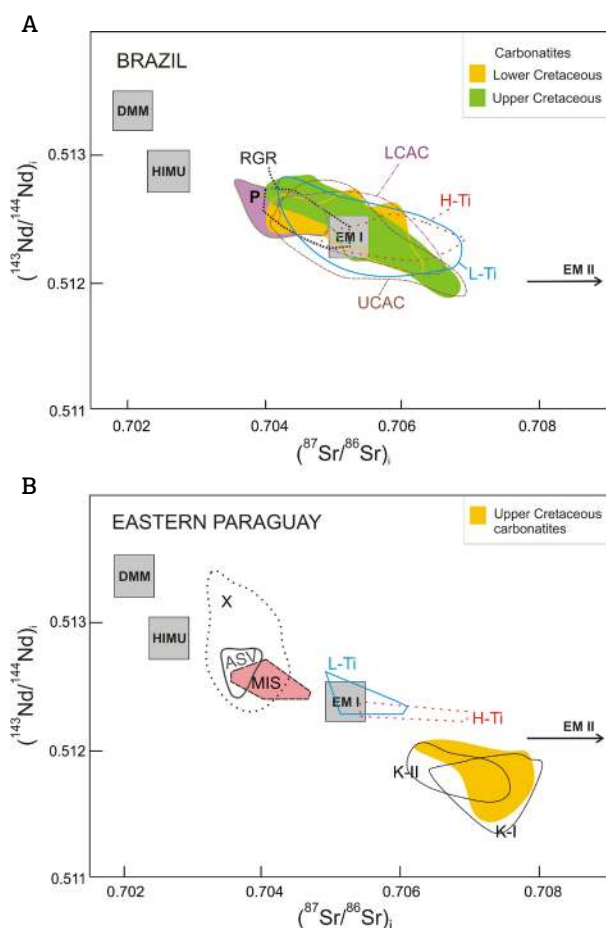 A
BRAZIL
Carbonatites
Lower Cretaceous
Upper Cretaceous
DMM
HIMU
RGR
LCAC
P
H-Ti
EM I
L-Ti
EM II
UCAC
0.513
0.512
0.511
(¹⁴³Nd/¹⁴⁴Nd)ᵢ
0.702
0.704
0.706
0.708
(⁸⁷Sr/⁸⁶Sr)ᵢ
B
EASTERN PARAGUAY
Upper Cretaceous
carbonatites
DMM
HIMU
X
ASV
MIS
L-Ti
EM I
H-Ti
EM II
K-II
K-I
0.513
0.512
0.511
(¹⁴³Nd/¹⁴⁴Nd)ᵢ
0.702
0.704
0.706
0.708
(⁸⁷Sr/⁸⁶Sr)ᵢ